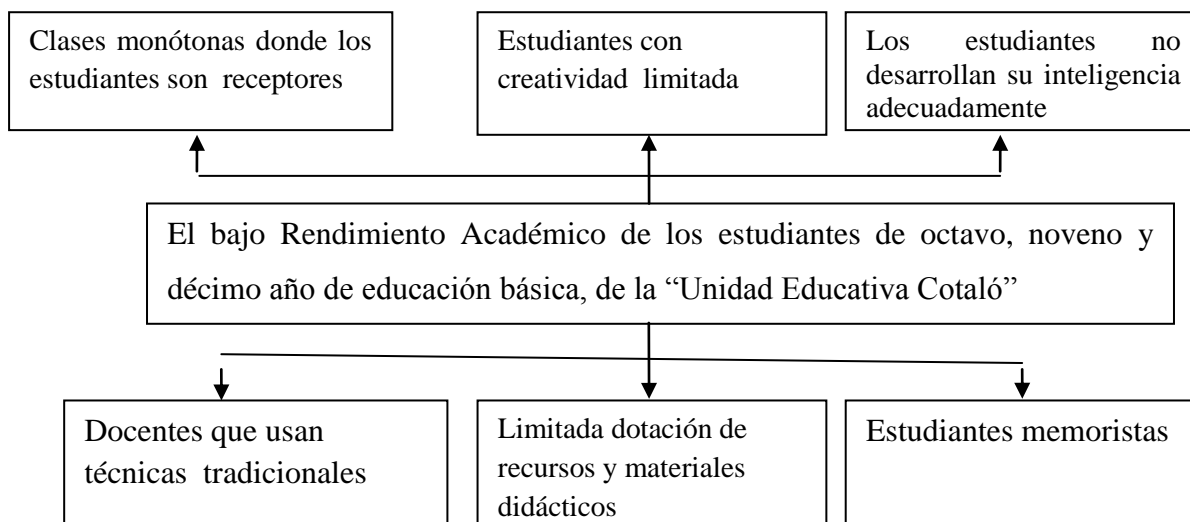 Clases monótonas donde los
estudiantes son receptores
Estudiantes con
creatividad limitada
Los estudiantes no
desarrollan su inteligencia
adecuadamente
El bajo Rendimiento Académico de los estudiantes de octavo, noveno y
décimo año de educación básica, de la “Unidad Educativa Cotaló”
Docentes que usan
técnicas tradicionales
Limitada dotación de
recursos y materiales
didácticos
Estudiantes memoristas